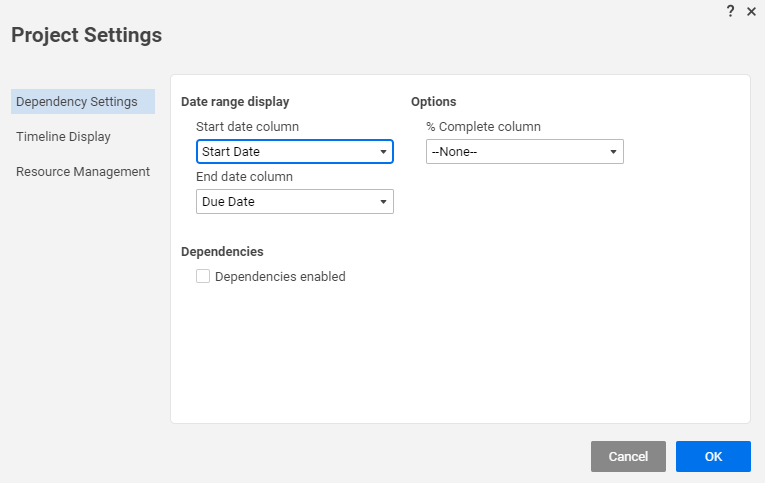 ?
Project Settings
Dependency Settings
Timeline Display
Resource Management
Date range display
Start date column
Start Date
End date column
Due Date
Options
% Complete column
--None--
Dependencies
Dependencies enabled
Cancel
OK